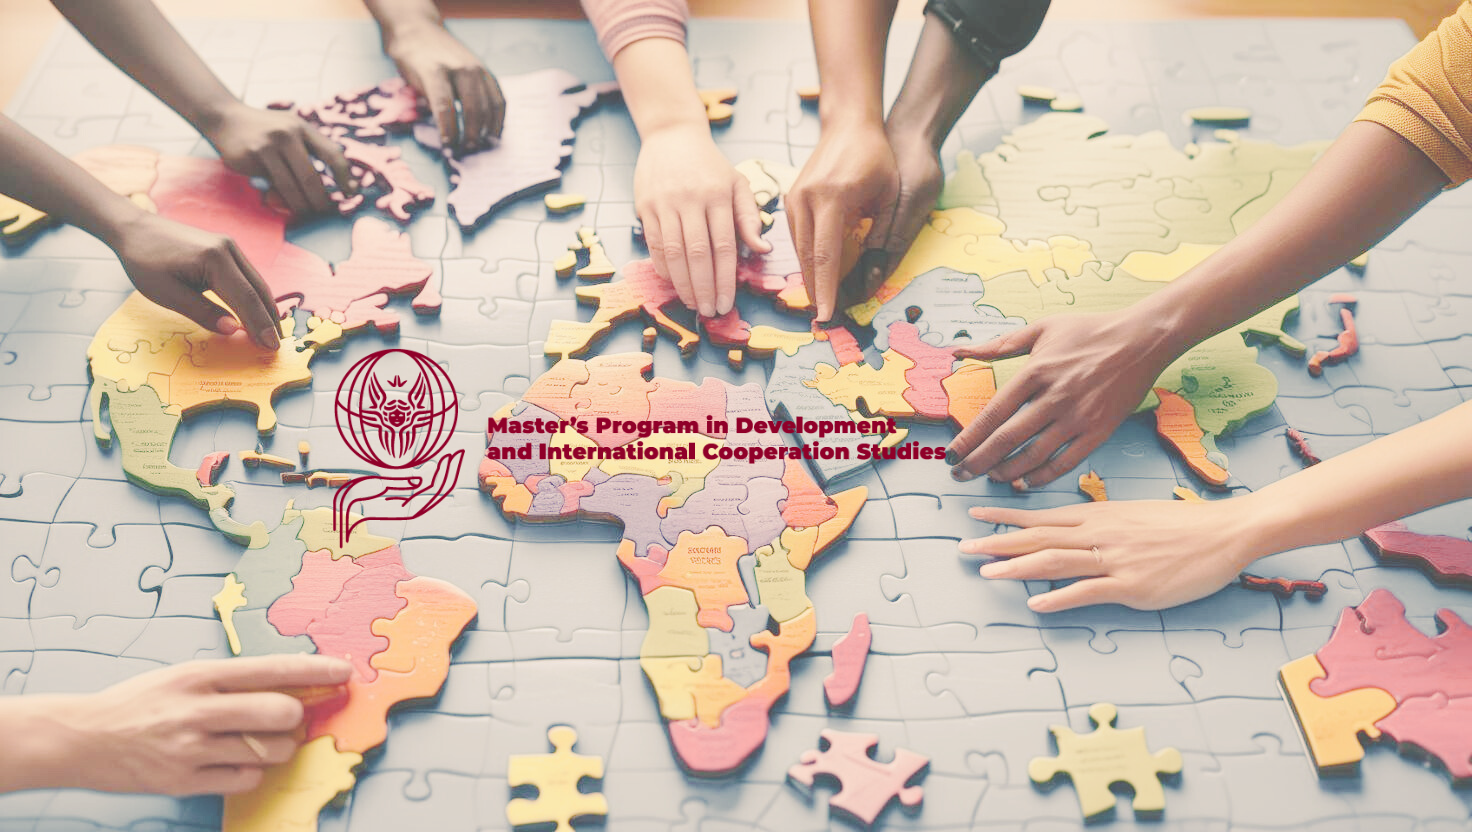 Master's Program in Development
and International Cooperation Studies